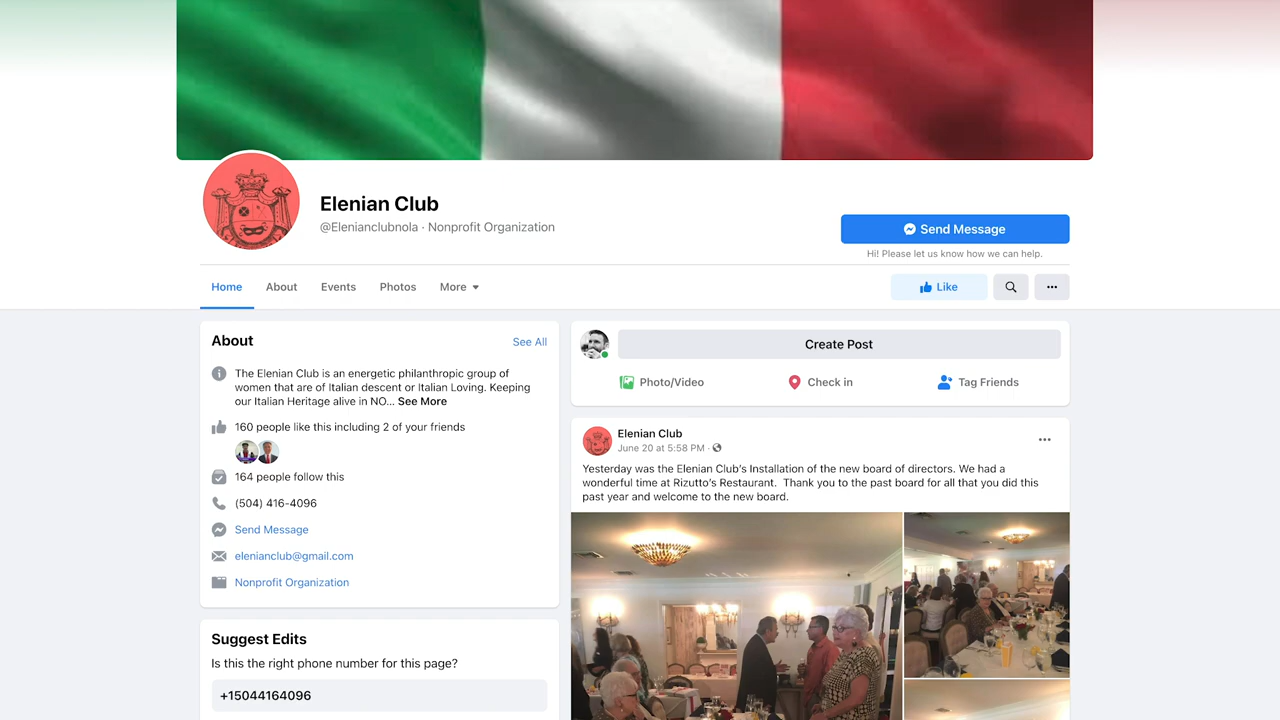 Elenian Club
@Elenianclubnola · Nonprofit Organization
Send Message
Hi! Please let us know how we can help.
Home
About
Events
Photos
More
Like
About
See All
The Elenian Club is an energetic philanthropic group of
women that are of Italian descent or Italian Loving. Keeping
our Italian Heritage alive in NO... See More
160 people like this including 2 of your friends
164 people follow this
(504) 416-4096
Send Message
elenianclub@gmail.com
Nonprofit Organization
Suggest Edits
Is this the right phone number for this page?
+15044164096
Create Post
Photo/Video
Check in
Tag Friends
Elenian Club
June 20 at 5:58 PM ·
Yesterday was the Elenian Club's Installation of the new board of directors. We had a
wonderful time at Rizutto's Restaurant.  Thank you to the past board for all that you did this
past year and welcome to the new board.